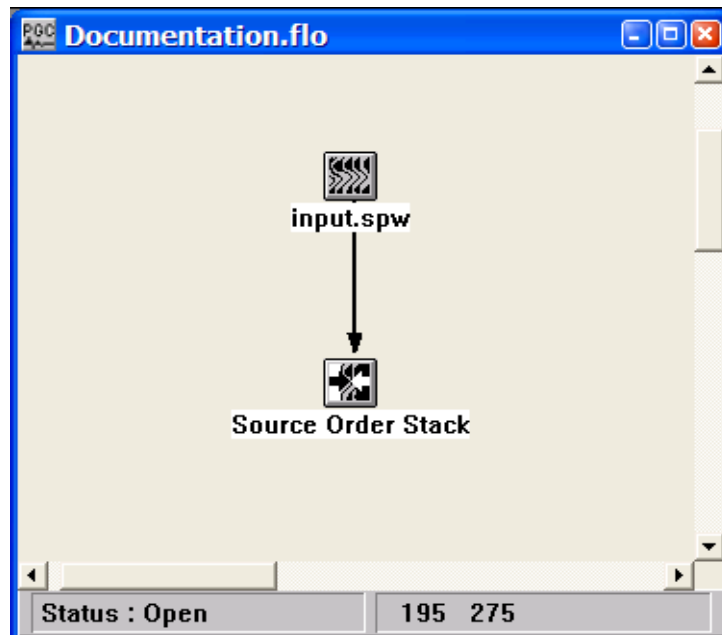 PGC
Documentation.flo
input.spw
Source Order Stack
Status : Open
195 275